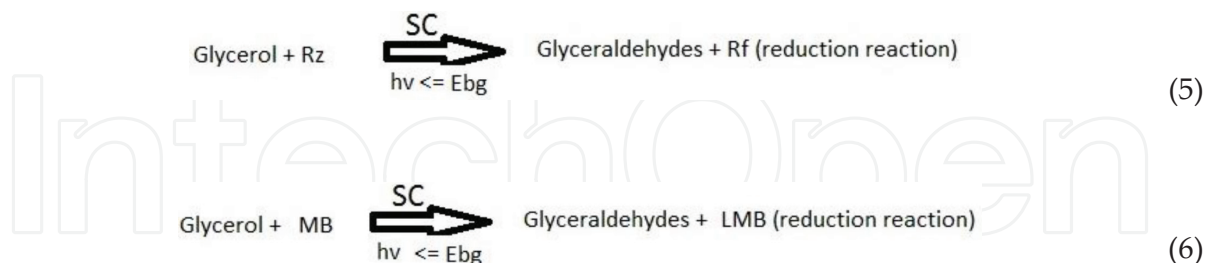 SC
Glycerol + Rz Glyceraldehydes + Rf (reduction reaction)
hv <= Ebg
(5)
IntechOpen
SC
Glycerol + MB Glyceraldehydes + LMB (reduction reaction)
hv <= Ebg
(6)